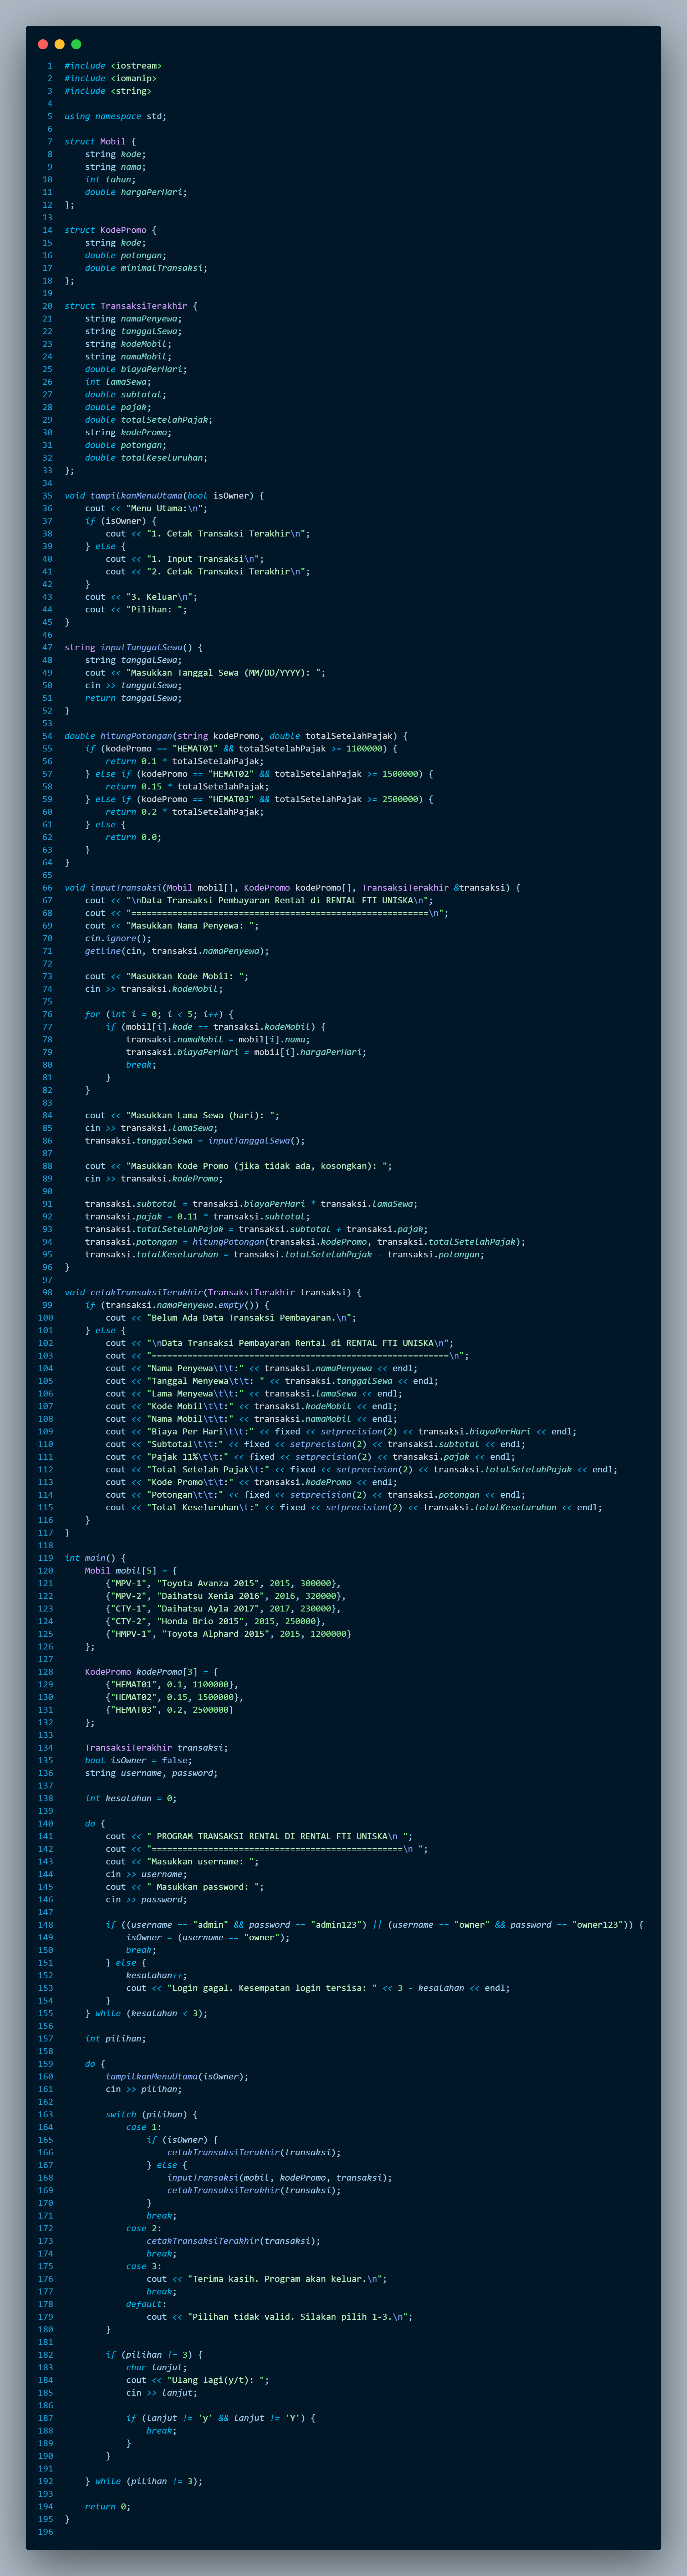 1 #include <iostream>
2 #include <iomanip>
3 #include <string>
4
5 using namespace std;
6
7 struct Mobil {
8     string kode;
9     string nama;
10     int tahun;
11     double hargaPerHari;
12 };
13
14 struct KodePromo {
15     string kode;
16     double potongan;
17     double minimalTransaksi;
18 };
19
20 struct TransaksiTerakhir {
21     string namaPenyewa;
22     string tanggalSewa;
23     string kodeMobil;
24     string namaMobil;
25     double biayaPerHari;
26     int lamaSewa;
27     double subtotal;
28     double pajak;
29     double totalSetelahPajak;
30     string kodePromo;
31     double potongan;
32     double totalKeseluruhan;
33 };
34
35 void tampilkanMenuUtama(bool isOwner) {
36     cout << "Menu Utama:\n";
37     if (isOwner) {
38         cout << "1. Cetak Transaksi Terakhir\n";
39     } else {
40         cout << "1. Input Transaksi\n";
41         cout << "2. Cetak Transaksi Terakhir\n";
42     }
43     cout << "3. Keluar\n";
44     cout << "Pilihan: ";
45 }
46
47 string inputTanggalSewa() {
48     string tanggalSewa;
49     cout << "Masukkan Tanggal Sewa (MM/DD/YYYY): ";
50     cin >> tanggalSewa;
51     return tanggalSewa;
52 }
53
54 double hitungPotongan(string kodePromo, double totalSetelahPajak) {
55     if (kodePromo == "HEMAT01" && totalSetelahPajak >= 1100000) {
56         return 0.1 * totalSetelahPajak;
57     } else if (kodePromo == "HEMAT02" && totalSetelahPajak >= 1500000) {
58         return 0.15 * totalSetelahPajak;
59     } else if (kodePromo == "HEMAT03" && totalSetelahPajak >= 2500000) {
60         return 0.2 * totalSetelahPajak;
61     } else {
62         return 0.0;
63     }
64 }
65
66 void inputTransaksi(Mobil mobil[], KodePromo kodePromo[], TransaksiTerakhir &transaksi) {
67     cout << "\nData Transaksi Pembayaran Rental di RENTAL FTI UNISKA\n";
68     cout << "==========================================================\n";
69     cout << "Masukkan Nama Penyewa: ";
70     cin.ignore();
71     getline(cin, transaksi.namaPenyewa);
72
73     cout << "Masukkan Kode Mobil: ";
74     cin >> transaksi.kodeMobil;
75
76     for (int i = 0; i < 5; i++) {
77         if (mobil[i].kode == transaksi.kodeMobil) {
78             transaksi.namaMobil = mobil[i].nama;
79             transaksi.biayaPerHari = mobil[i].hargaPerHari;
80             break;
81         }
82     }
83
84     cout << "Masukkan Lama Sewa (hari): ";
85     cin >> transaksi.lamaSewa;
86     transaksi.tanggalSewa = inputTanggalSewa();
87
88     cout << "Masukkan Kode Promo (jika tidak ada, kosongkan): ";
89     cin >> transaksi.kodePromo;
90
91     transaksi.subtotal = transaksi.biayaPerHari * transaksi.lamaSewa;
92     transaksi.pajak = 0.11 * transaksi.subtotal;
93     transaksi.totalSetelahPajak = transaksi.subtotal + transaksi.pajak;
94     transaksi.potongan = hitungPotongan(transaksi.kodePromo, transaksi.totalSetelahPajak);
95     transaksi.totalKeseluruhan = transaksi.totalSetelahPajak - transaksi.potongan;
96 }
97
98 void cetakTransaksiTerakhir(TransaksiTerakhir transaksi) {
99     if (transaksi.namaPenyewa.empty()) {
100         cout << "Belum Ada Data Transaksi Pembayaran.\n";
101     } else {
102         cout << "\nData Transaksi Pembayaran Rental di RENTAL FTI UNISKA\n";
103         cout << "==========================================================\n";
104         cout << "Nama Penyewa\t\t:" << transaksi.namaPenyewa << endl;
105         cout << "Tanggal Menyewa\t\t: " << transaksi.tanggalSewa << endl;
106         cout << "Lama Menyewa\t\t:" << transaksi.lamaSewa << endl;
107         cout << "Kode Mobil\t\t:" << transaksi.kodeMobil << endl;
108         cout << "Nama Mobil\t\t:" << transaksi.namaMobil << endl;
109         cout << "Biaya Per Hari\t\t:" << fixed << setprecision(2) << transaksi.biayaPerHari << endl;
110         cout << "Subtotal\t\t:" << fixed << setprecision(2) << transaksi.subtotal << endl;
111         cout << "Pajak 11%\t\t:" << fixed << setprecision(2) << transaksi.pajak << endl;
112         cout << "Total Setelah Pajak\t:" << fixed << setprecision(2) << transaksi.totalSetelahPajak << endl;
113         cout << "Kode Promo\t\t:" << transaksi.kodePromo << endl;
114         cout << "Potongan\t\t:" << fixed << setprecision(2) << transaksi.potongan << endl;
115         cout << "Total Keseluruhan\t:" << fixed << setprecision(2) << transaksi.totalKeseluruhan << endl;
116     }
117 }
118
119 int main() {
120     Mobil mobil[5] = {
121         {"MPV-1", "Toyota Avanza 2015", 2015, 300000},
122         {"MPV-2", "Daihatsu Xenia 2016", 2016, 320000},
123         {"CTY-1", "Daihatsu Ayla 2017", 2017, 230000},
124         {"CTY-2", "Honda Brio 2015", 2015, 250000},
125         {"HMPV-1", "Toyota Alphard 2015", 2015, 1200000}
126     };
127
128     KodePromo kodePromo[3] = {
129         {"HEMAT01", 0.1, 1100000},
130         {"HEMAT02", 0.15, 1500000},
131         {"HEMAT03", 0.2, 2500000}
132     };
133
134     TransaksiTerakhir transaksi;
135     bool isOwner = false;
136     string username, password;
137
138     int kesalahan = 0;
139
140     do {
141         cout << " PROGRAM TRANSAKSI RENTAL DI RENTAL FTI UNISKA\n ";
142         cout << "=================================================\n ";
143         cout << "Masukkan username: ";
144         cin >> username;
145         cout << " Masukkan password: ";
146         cin >> password;
147
148         if ((username == "admin" && password == "admin123") || (username == "owner" && password == "owner123")) {
149             isOwner = (username == "owner");
150             break;
151         } else {
152             kesalahan++;
153             cout << "Login gagal. Kesempatan login tersisa: " << 3 - kesalahan << endl;
154         }
155     } while (kesalahan < 3);
156
157     int pilihan;
158
159     do {
160         tampilkanMenuUtama(isOwner);
161         cin >> pilihan;
162
163         switch (pilihan) {
164             case 1:
165                 if (isOwner) {
166                     cetakTransaksiTerakhir(transaksi);
167                 } else {
168                     inputTransaksi(mobil, kodePromo, transaksi);
169                     cetakTransaksiTerakhir(transaksi);
170                 }
171                 break;
172             case 2:
173                 cetakTransaksiTerakhir(transaksi);
174                 break;
175             case 3:
176                 cout << "Terima kasih. Program akan keluar.\n";
177                 break;
178             default:
179                 cout << "Pilihan tidak valid. Silakan pilih 1-3.\n";
180         }
181
182         if (pilihan != 3) {
183             char lanjut;
184             cout << "Ulang lagi(y/t): ";
185             cin >> lanjut;
186
187             if (lanjut != 'y' && lanjut != 'Y') {
188                 break;
189             }
190         }
191
192     } while (pilihan != 3);
193
194     return 0;
195 }
196